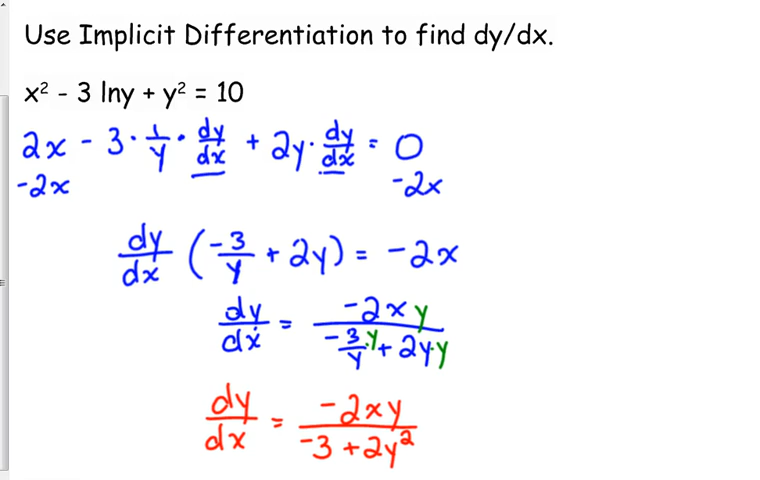 Use Implicit Differentiation to find dy/dx.
x² - 3 lny + y² = 10
2x - 3 · 1/y · dy/dx + 2y · dy/dx = 0
-2x -2x
dy/dx (-3/y + 2y) = -2x
dy/dx = -2xy / (-3/y·y + 2y·y)
dy/dx = -2xy / (-3 + 2y²)